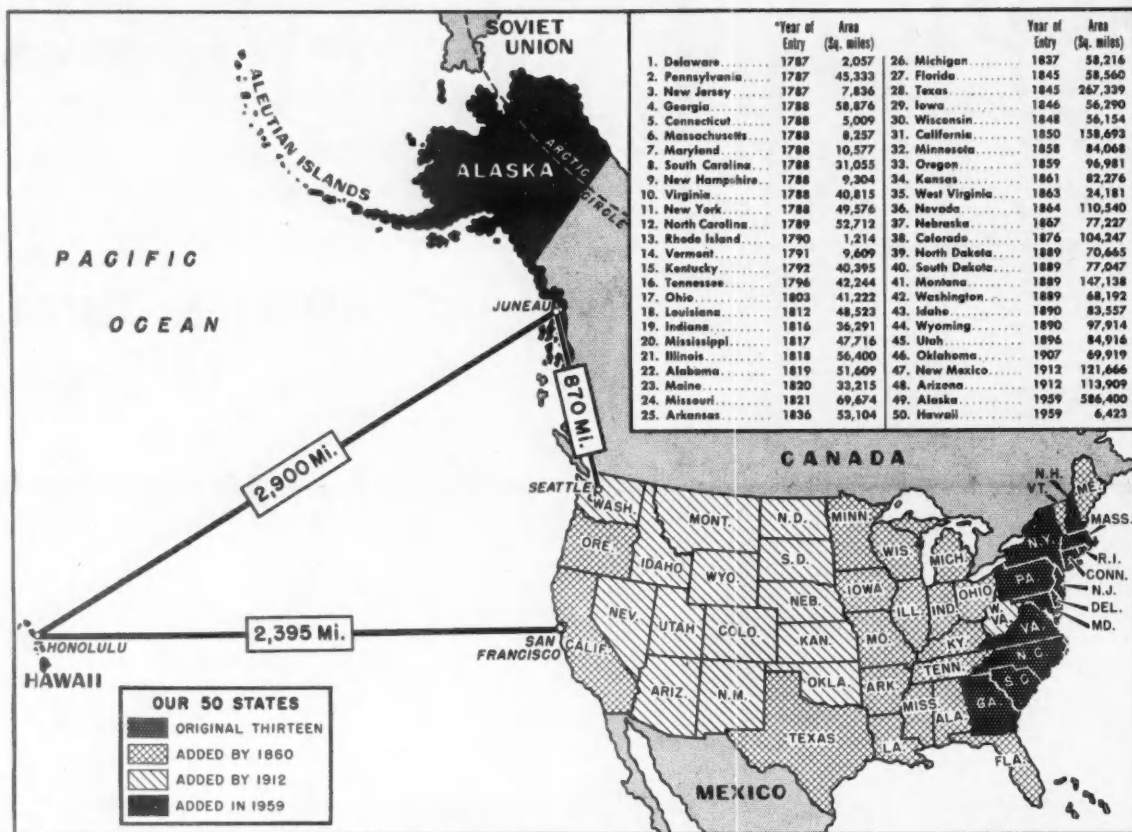 SOVIET
UNION
ALEUTIAN ISLANDS
ALASKA
ARCTIC
CIRCLE
PACIFIC
OCEAN
JUNEAU
870 Mi.
2,900 Mi.
SEATTLE
2,395 Mi.
HONOLULU
HAWAII
SAN
FRANCISCO
*Year of Area Year of Area
Entry (Sq. miles) Entry (Sq. miles)
1. Delaware 1787 2,057 26. Michigan 1837 58,216
2. Pennsylvania 1787 45,333 27. Florida 1845 58,560
3. New Jersey 1787 7,836 28. Texas 1845 267,339
4. Georgia 1788 58,876 29. Iowa 1846 56,290
5. Connecticut 1788 5,009 30. Wisconsin 1848 56,154
6. Massachusetts 1788 8,257 31. California 1850 158,693
7. Maryland 1788 10,577 32. Minnesota 1858 84,068
8. South Carolina 1788 31,055 33. Oregon 1859 96,981
9. New Hampshire 1788 9,304 34. Kansas 1861 82,276
10. Virginia 1788 40,815 35. West Virginia 1863 24,181
11. New York 1788 49,576 36. Nevada 1864 110,540
12. North Carolina 1789 52,712 37. Nebraska 1867 77,227
13. Rhode Island 1790 1,214 38. Colorado 1876 104,247
14. Vermont 1791 9,609 39. North Dakota 1889 70,665
15. Kentucky 1792 40,395 40. South Dakota 1889 77,047
16. Tennessee 1796 42,244 41. Montana 1889 147,138
17. Ohio 1803 41,222 42. Washington 1889 68,192
18. Louisiana 1812 48,523 43. Idaho 1890 83,557
19. Indiana 1816 36,291 44. Wyoming 1890 97,914
20. Mississippi 1817 47,716 45. Utah 1896 84,916
21. Illinois 1818 56,400 46. Oklahoma 1907 69,919
22. Alabama 1819 51,609 47. New Mexico 1912 121,666
23. Maine 1820 33,215 48. Arizona 1912 113,909
24. Missouri 1821 69,674 49. Alaska 1959 586,400
25. Arkansas 1836 53,104 50. Hawaii 1959 6,423
CANADA
WASH.
MONT.
N.D.
MINN.
N.H.
VT.
ME.
MASS.
ORE.
IDAHO
WYO.
S.D.
WIS.
MICH.
N.Y.
R.I.
CONN.
NEV.
UTAH
COLO.
NEB.
IOWA
ILL.
IND.
OHIO
PA.
N.J.
DEL.
MD.
CALIF.
KAN.
MO.
KY.
W.
VA.
VA.
ARIZ.
N.M.
OKLA.
ARK.
TENN.
N.C.
S.C.
TEXAS
LA.
MISS.
ALA.
GA.
FLA.
MEXICO
OUR 50 STATES
ORIGINAL THIRTEEN
ADDED BY 1860
ADDED BY 1912
ADDED IN 1959